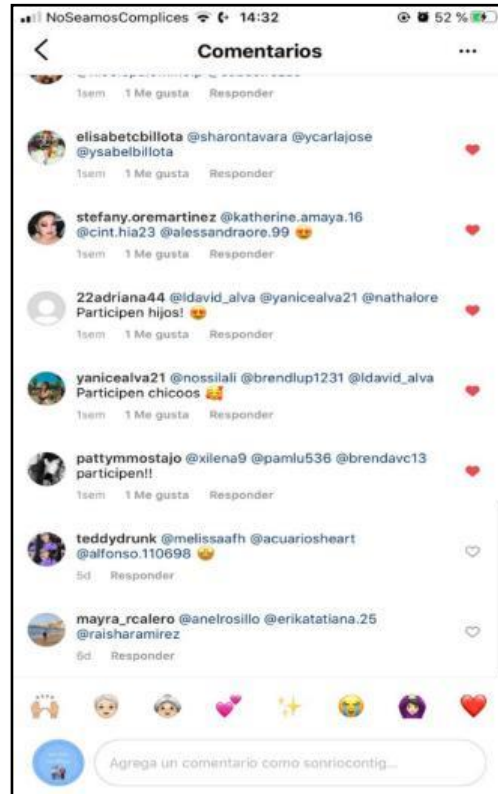 NoSeamosComplices 14:32 52 %
Comentarios
1sem 1 Me gusta Responder
elisabetcbillota @sharontavara @ycarlajose
@ysabelbillota
1sem 1 Me gusta Responder
stefany.oremartinez @katherine.amaya.16
@cint.hia23 @alessandraore.99 😍
1sem 1 Me gusta Responder
22adriana44 @ldavid_alva @yanicealva21 @nathalore
Participen hijos! 😍
1sem 1 Me gusta Responder
yanicealva21 @nossilali @brendlup1231 @ldavid_alva
Participen chicoos 🥰
1sem 1 Me gusta Responder
pattymmostajo @xilena9 @pamlu536 @brendavc13
participen!!
1sem 1 Me gusta Responder
teddydrunk @melissaafh @acuariosheart
@alfonso.110698 🤩
5d Responder
mayra_rcalero @anelrosillo @erikatatiana.25
@raisharamirez
6d Responder
Agrega un comentario como sonriocontig...